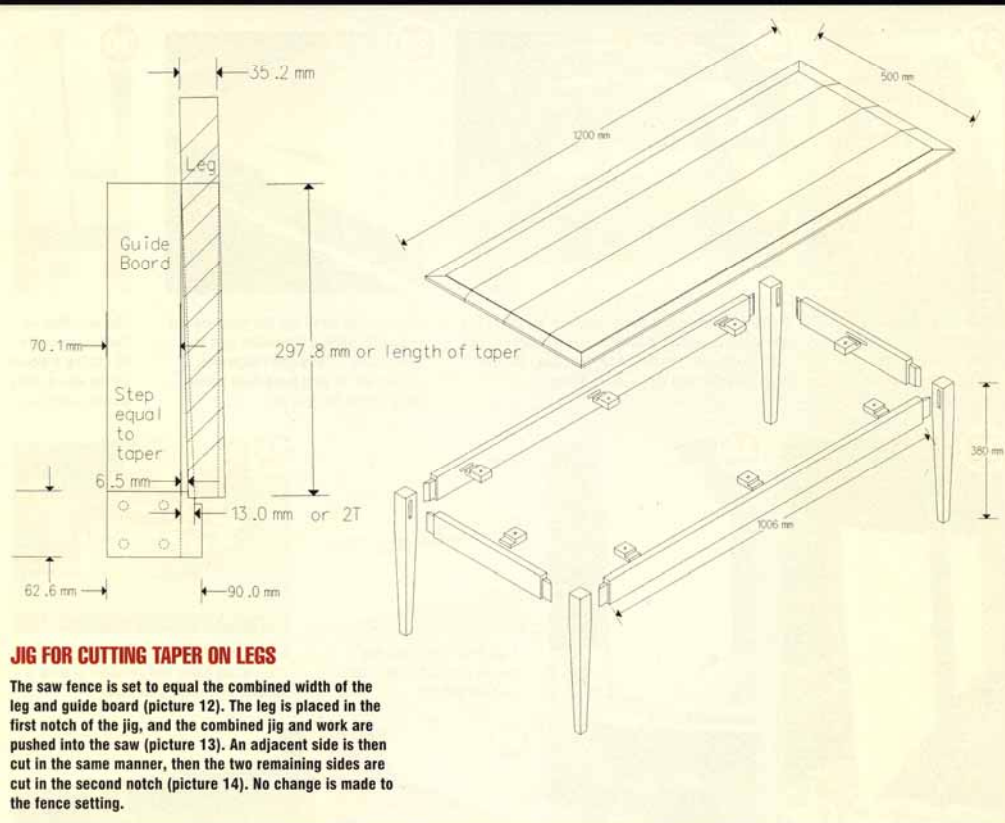 35.2 mm
Leg
Guide
Board
70.1mm
297.8 mm or length of taper
Step
equal
to
taper
6.5 mm
13.0 mm or 2T
62.6 mm
90.0 mm
1200 mm
500 mm
380 mm
1006 mm
JIG FOR CUTTING TAPER ON LEGS
The saw fence is set to equal the combined width of the
leg and guide board (picture 12). The leg is placed in the
first notch of the jig, and the combined jig and work are
pushed into the saw (picture 13). An adjacent side is then
cut in the same manner, then the two remaining sides are
cut in the second notch (picture 14). No change is made to
the fence setting.